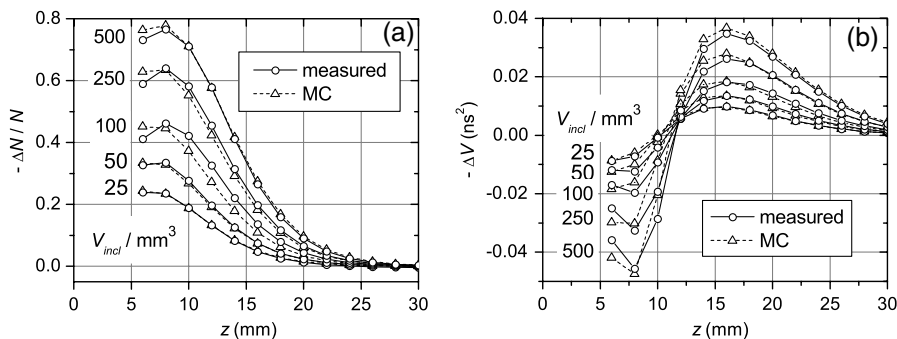 (a)
0.8
0.6
0.4
0.2
0.0
- ΔN / N
500
250
100
50
25
V_incl / mm³
measured
MC
0 5 10 15 20 25 30
z (mm)
(b)
0.04
0.02
0.00
-0.02
-0.04
- ΔV (ns²)
V_incl / mm³
25
50
100
250
500
measured
MC
0 5 10 15 20 25 30
z (mm)